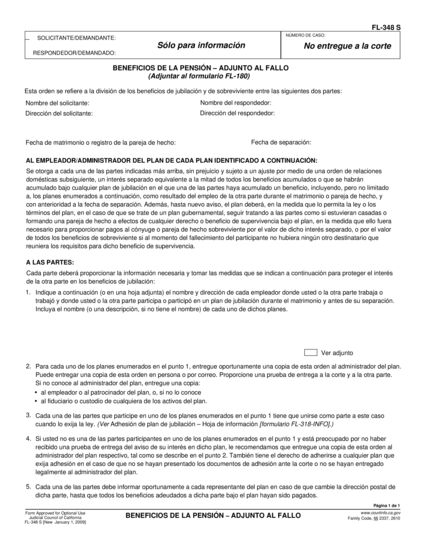 FL-348 S
SOLICITANTE/DEMANDANTE:
RESPONDEDOR/DEMANDADO:
Sólo para información
NÚMERO DE CASO:
No entregue a la corte
BENEFICIOS DE LA PENSIÓN – ADJUNTO AL FALLO
(Adjuntar al formulario FL-180)
Esta orden se refiere a la división de los beneficios de jubilación y de sobreviviente entre las siguientes dos partes:
Nombre del solicitante:
Nombre del respondedor:
Dirección del solicitante:
Dirección del respondedor:
Fecha de matrimonio o registro de la pareja de hecho:
Fecha de separación:
AL EMPLEADOR/ADMINISTRADOR DEL PLAN DE CADA PLAN IDENTIFICADO A CONTINUACIÓN:
Se otorga a cada una de las partes indicadas más arriba, sin prejuicio y sujeto a un ajuste por medio de una orden de relaciones
domésticas subsiguiente, un interés separado equivalente a la mitad de todos los beneficios acumulados o que se habrán
acumulado bajo cualquier plan de jubilación en el que una de las partes haya acumulado un beneficio, incluyendo, pero no limitado
a, los planes enumerados a continuación, como resultado del empleo de la otra parte durante el matrimonio o pareja de hecho, y
con anterioridad a la fecha de separación. Además, hasta nuevo aviso, el plan deberá, en la medida que lo permita la ley o los
términos del plan, en el caso de que se trate de un plan gubernamental, seguir tratando a las partes como si estuvieran casadas o
formando una pareja de hecho a efectos de cualquier derecho o beneficio de supervivencia bajo el plan, en la medida que ello fuera
necesario para proporcionar pagos al cónyuge o pareja de hecho sobreviviente por el valor de dicho interés separado, o por el valor
de todos los beneficios de sobreviviente si al momento del fallecimiento del participante no hubiera ningún otro destinatario que
reuniera los requisitos para dicho beneficio de supervivencia.
A LAS PARTES:
Cada parte deberá proporcionar la información necesaria y tomar las medidas que se indican a continuación para proteger el interés
de la otra parte en los beneficios de jubilación:
1. Indique a continuación (o en una hoja adjunta) el nombre y dirección de cada empleador donde usted o la otra parte trabaja o
trabajó y donde usted o la otra parte participa o participó en un plan de jubilación durante el matrimonio y antes de su separación.
Incluya el nombre (o una descripción, si no tiene el nombre) de cada uno de dichos planes.
Ver adjunto
2. Para cada uno de los planes enumerados en el punto 1, entregue oportunamente una copia de esta orden al administrador del plan.
Puede entregar una copia de esta orden en persona o por correo. Proporcione una prueba de entrega a la corte y a la otra parte.
Si no conoce al administrador del plan, entregue una copia:
• al empleador o al patrocinador del plan, o, si no lo conoce
• al fiduciario o custodio de cualquiera de los activos del plan.
3. Cada una de las partes que participe en uno de los planes enumerados en el punto 1 tiene que unirse como parte a este caso
cuando lo exija la ley. (Ver Adhesión de plan de jubilación – Hoja de información [formulario FL-318-INFO].)
4. Si usted no es una de las partes participantes en uno de los planes enumerados en el punto 1 y está preocupado por no haber
recibido una prueba de entrega del aviso de su interés en dicho plan, le recomendamos que entregue una copia de esta orden al
administrador del plan respectivo, tal como se describe en el punto 2. También tiene el derecho de adherirse a cualquier plan que
exija adhesión en el caso de que no se hayan presentado los documentos de adhesión ante la corte o no se hayan entregado
legalmente al administrador del plan.
5. Cada una de las partes debe informar oportunamente a cada representante del plan en caso de que cambie la dirección postal de
dicha parte, hasta que todos los beneficios adeudados a dicha parte bajo el plan hayan sido pagados.
Página 1 de 1
Form Approved for Optional Use
Judicial Council of California
FL-348 S [New January 1, 2009]
BENEFICIOS DE LA PENSIÓN – ADJUNTO AL FALLO
www.courtinfo.ca.gov
Family Code, §§ 2337, 2610